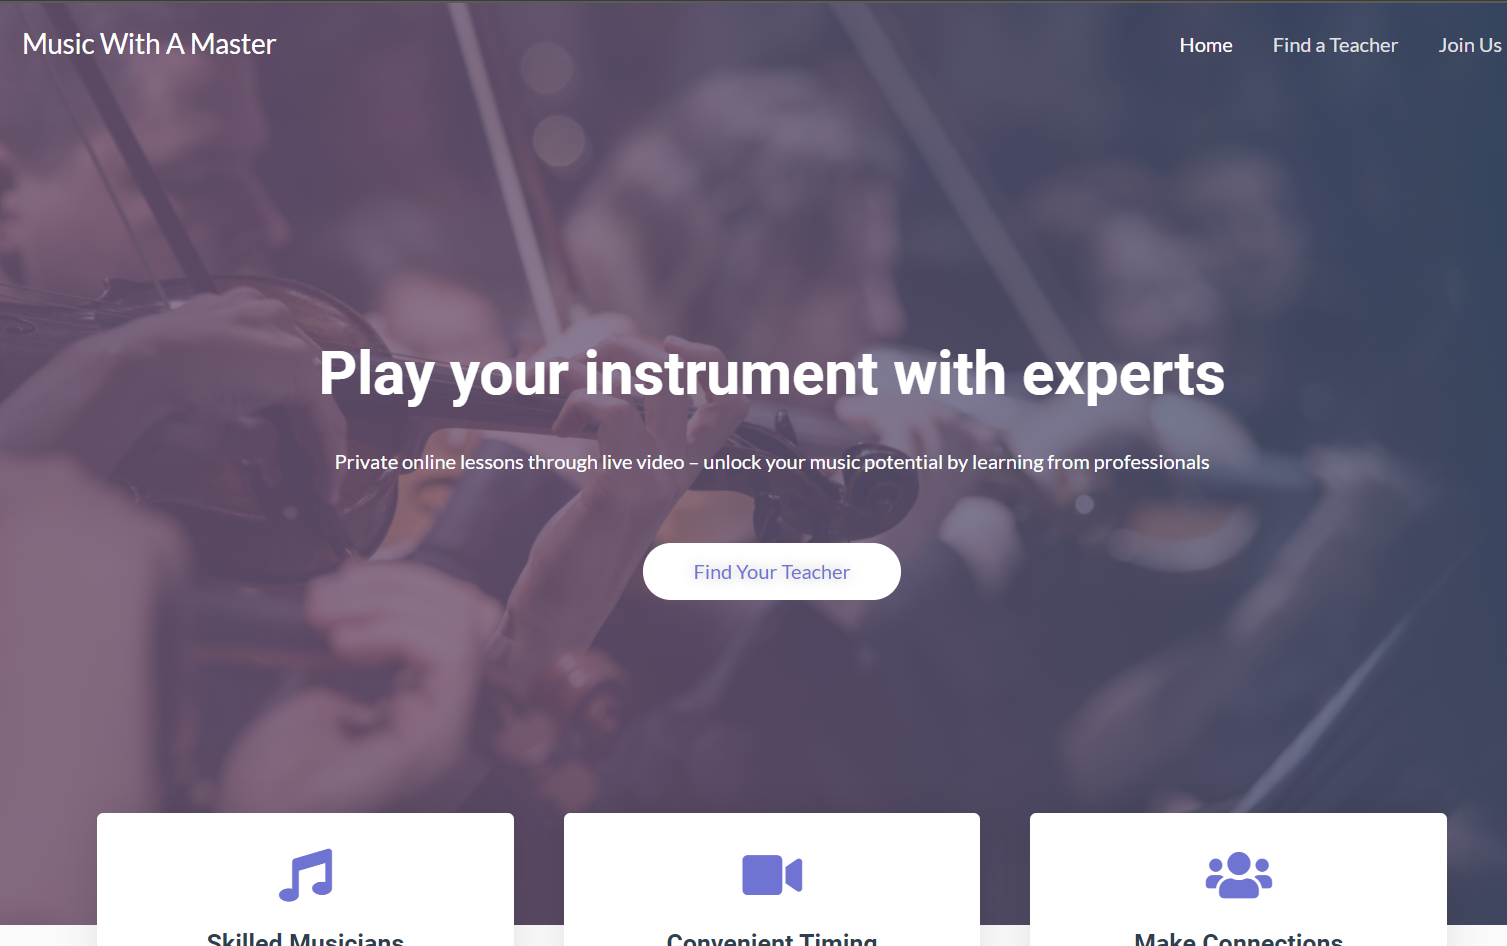 Music With A Master
Home
Find a Teacher
Join Us
Play your instrument with experts
Private online lessons through live video – unlock your music potential by learning from professionals
Find Your Teacher
Skilled Musicians
Convenient Timing
Make Connections